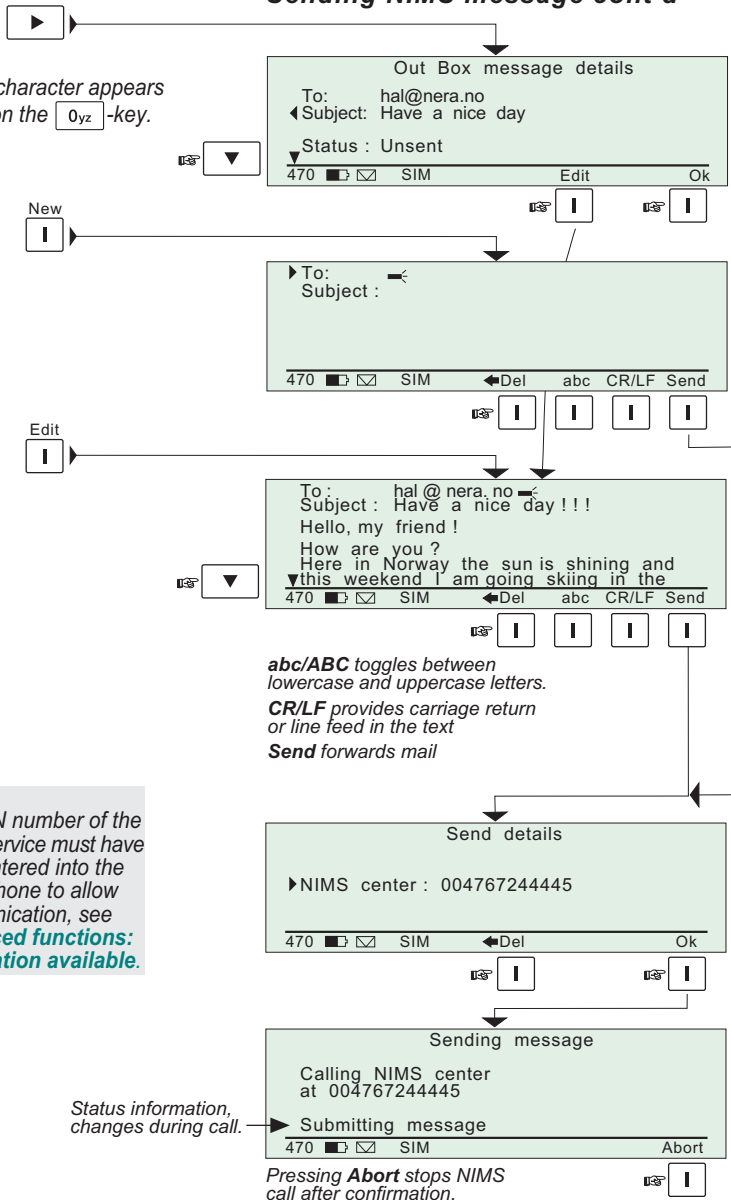 Sending NIMS message cont'd
character appears
on the 0yz -key.
Out Box message details
To: hal@nera.no
Subject: Have a nice day
Status : Unsent
470 SIM Edit Ok
New
To:
Subject :
470 SIM Del abc CR/LF Send
Edit
To : hal @ nera. no
Subject : Have a nice day ! ! !
Hello, my friend !
How are you ?
Here in Norway the sun is shining and
this weekend I am going skiing in the
470 SIM Del abc CR/LF Send
abc/ABC toggles between
lowercase and uppercase letters.
CR/LF provides carriage return
or line feed in the text
Send forwards mail
N number of the
ervice must have
tered into the
hone to allow
nication, see
ced functions:
ation available.
Send details
NIMS center : 004767244445
470 SIM Del Ok
Sending message
Calling NIMS center
at 004767244445
Status information,
changes during call.
Submitting message
470 SIM Abort
Pressing Abort stops NIMS
call after confirmation.